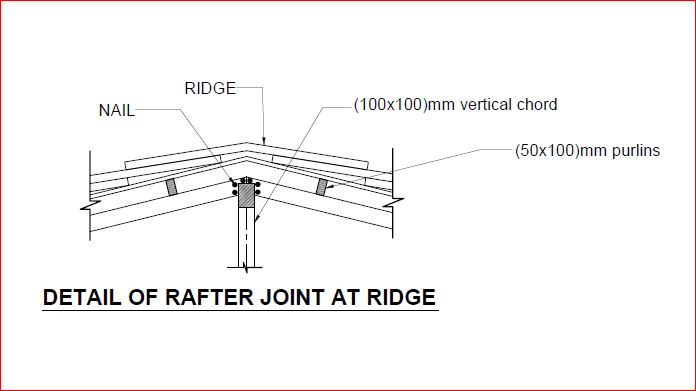 RIDGE
NAIL
(100x100)mm vertical chord
(50x100)mm purlins
DETAIL OF RAFTER JOINT AT RIDGE